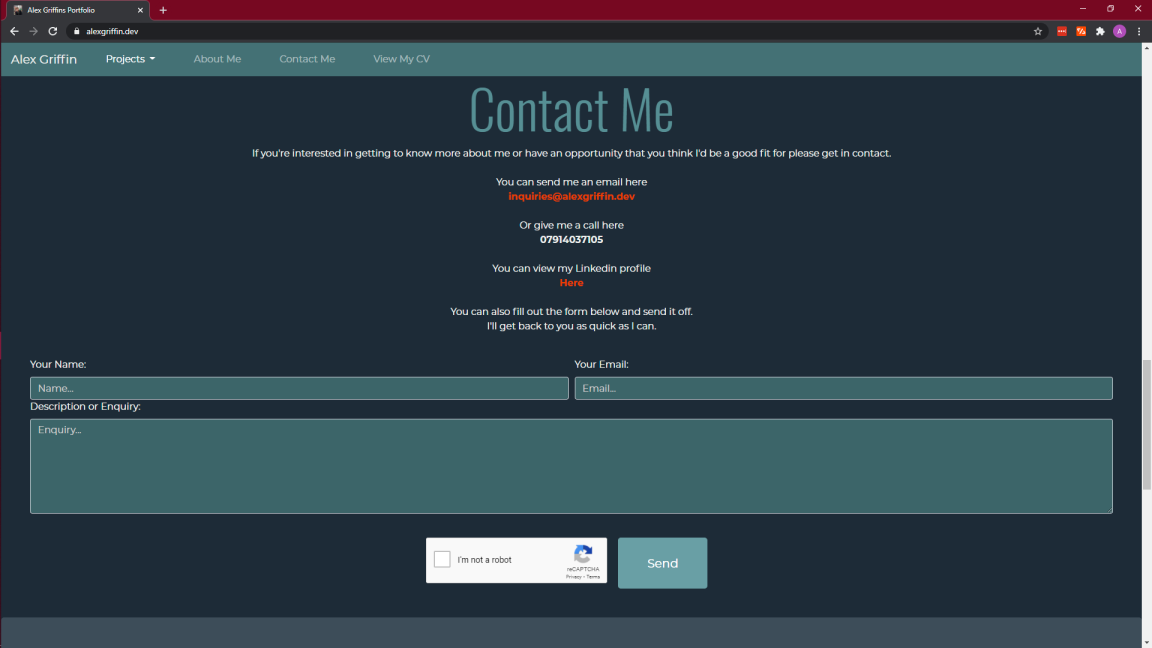 Alex Griffins Portfolio
alexgriffin.dev
A
Alex Griffin Projects About Me Contact Me View My CV
Contact Me
If you're interested in getting to know more about me or have an opportunity that you think I'd be a good fit for please get in contact.
You can send me an email here
inquiries@alexgriffin.dev
Or give me a call here
07914037105
You can view my Linkedin profile
Here
You can also fill out the form below and send it off.
I'll get back to you as quick as I can.
Your Name: Your Email:
Name... Email...
Description or Enquiry:
Enquiry...
I'm not a robot
reCAPTCHA
Privacy - Terms
Send